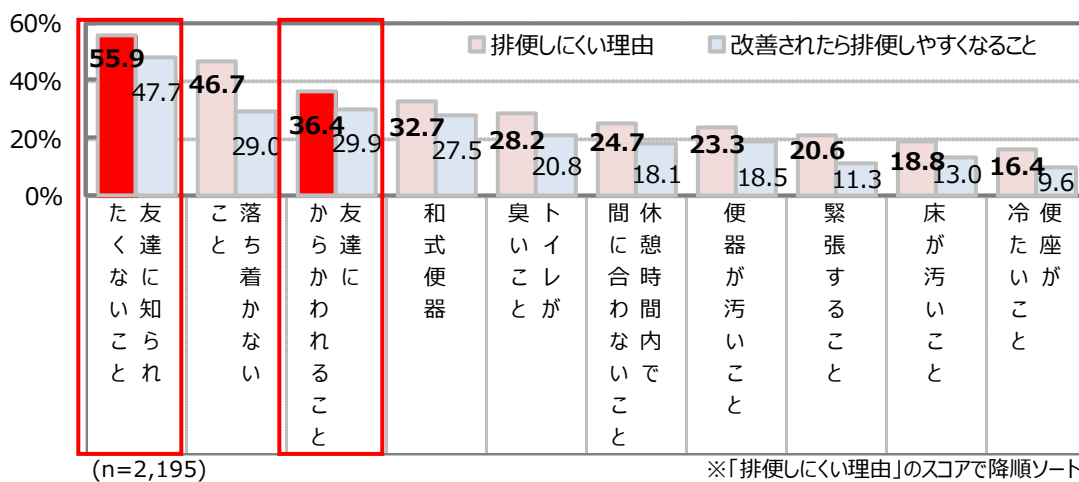 60%
40%
20%
0%
排便しにくい理由
改善されたら排便しやすくなること
55.9
47.7
46.7
29.0
36.4
29.9
32.7
27.5
28.2
20.8
24.7
18.1
23.3
18.5
20.6
11.3
18.8
13.0
16.4
9.6
友達に知られ
たくないこと
落ち着かない
こと
友達に
からかわれること
和式便器
トイレが
臭いこと
休憩時間内で
間に合わないこと
便器が汚いこと
緊張すること
床が汚いこと
便座が
冷たいこと
(n=2,195)
※「排便しにくい理由」のスコアで降順ソート